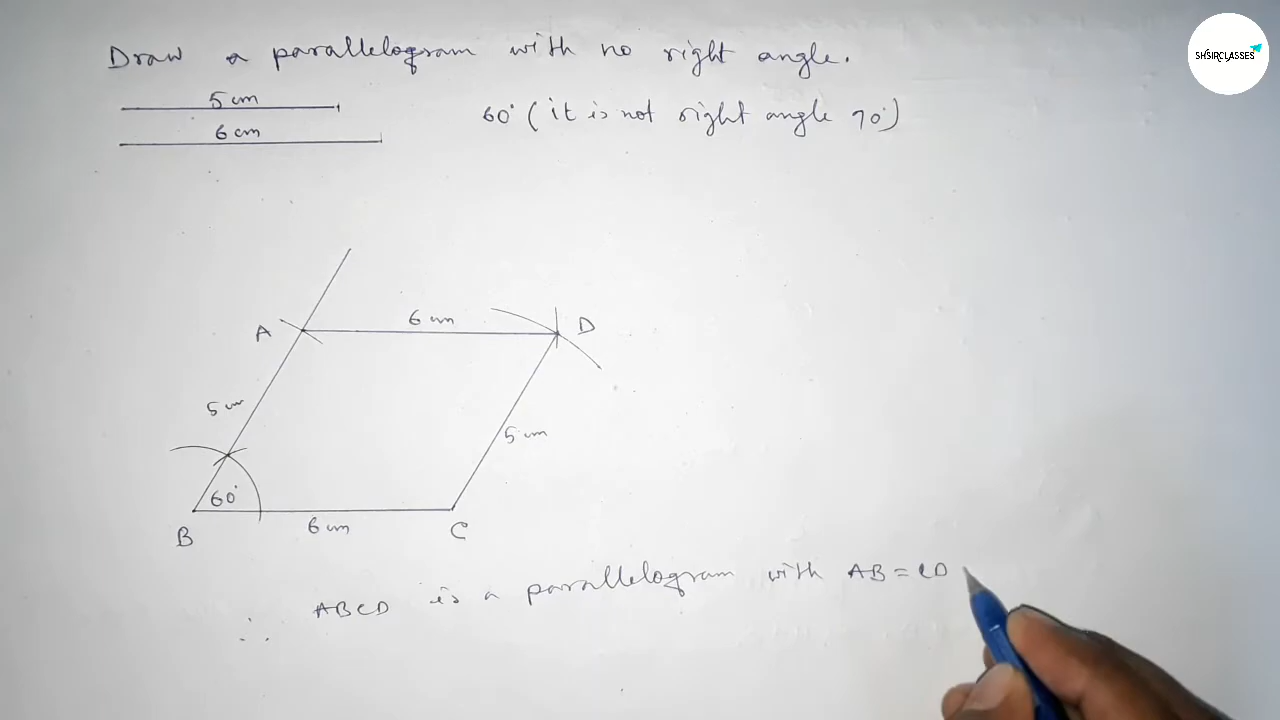 Draw a parallelogram with no right angle.
5 cm
60° (it is not right angle 90°)
6 cm
A
6 cm
D
5 cm
5 cm
60°
B
6 cm
C
∴ ABCD is a parallelogram with AB = CD
SHSIRCLASSES